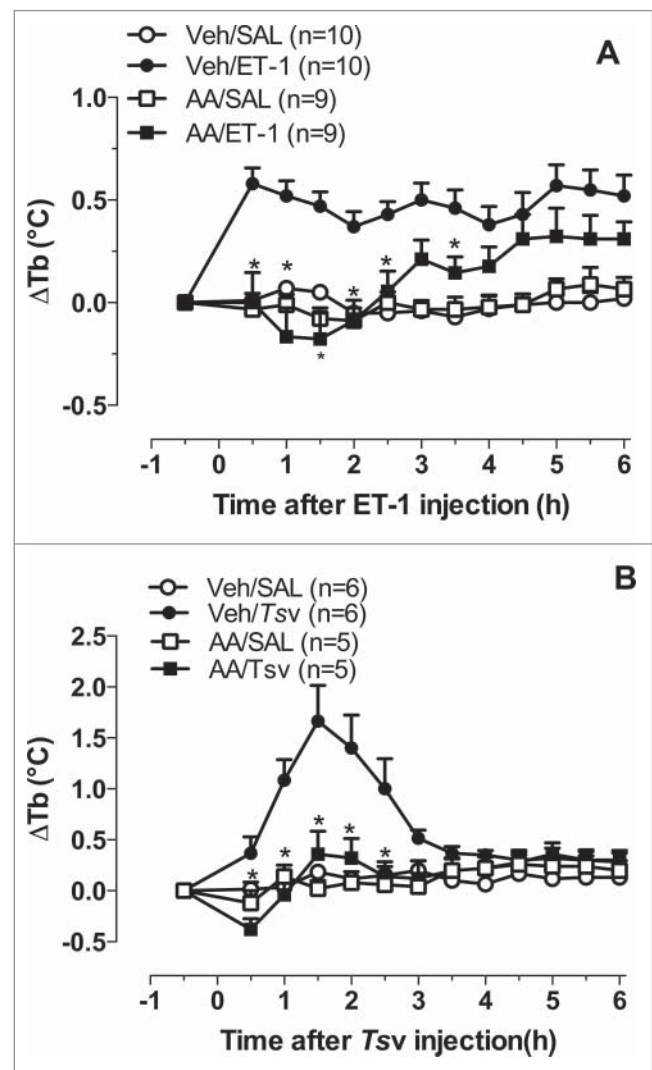 Veh/SAL (n=10)
Veh/ET-1 (n=10)
AA/SAL (n=9)
AA/ET-1 (n=9)
A
1.0
0.5
0.0
-0.5
ΔTb (°C)
* * * * * *
*
-1 0 1 2 3 4 5 6
Time after ET-1 injection (h)
Veh/SAL (n=6)
Veh/Tsv (n=6)
AA/SAL (n=5)
AA/Tsv (n=5)
B
2.5
2.0
1.5
1.0
0.5
0.0
-0.5
ΔTb (°C)
* * * * *
-1 0 1 2 3 4 5 6
Time after Tsv injection(h)